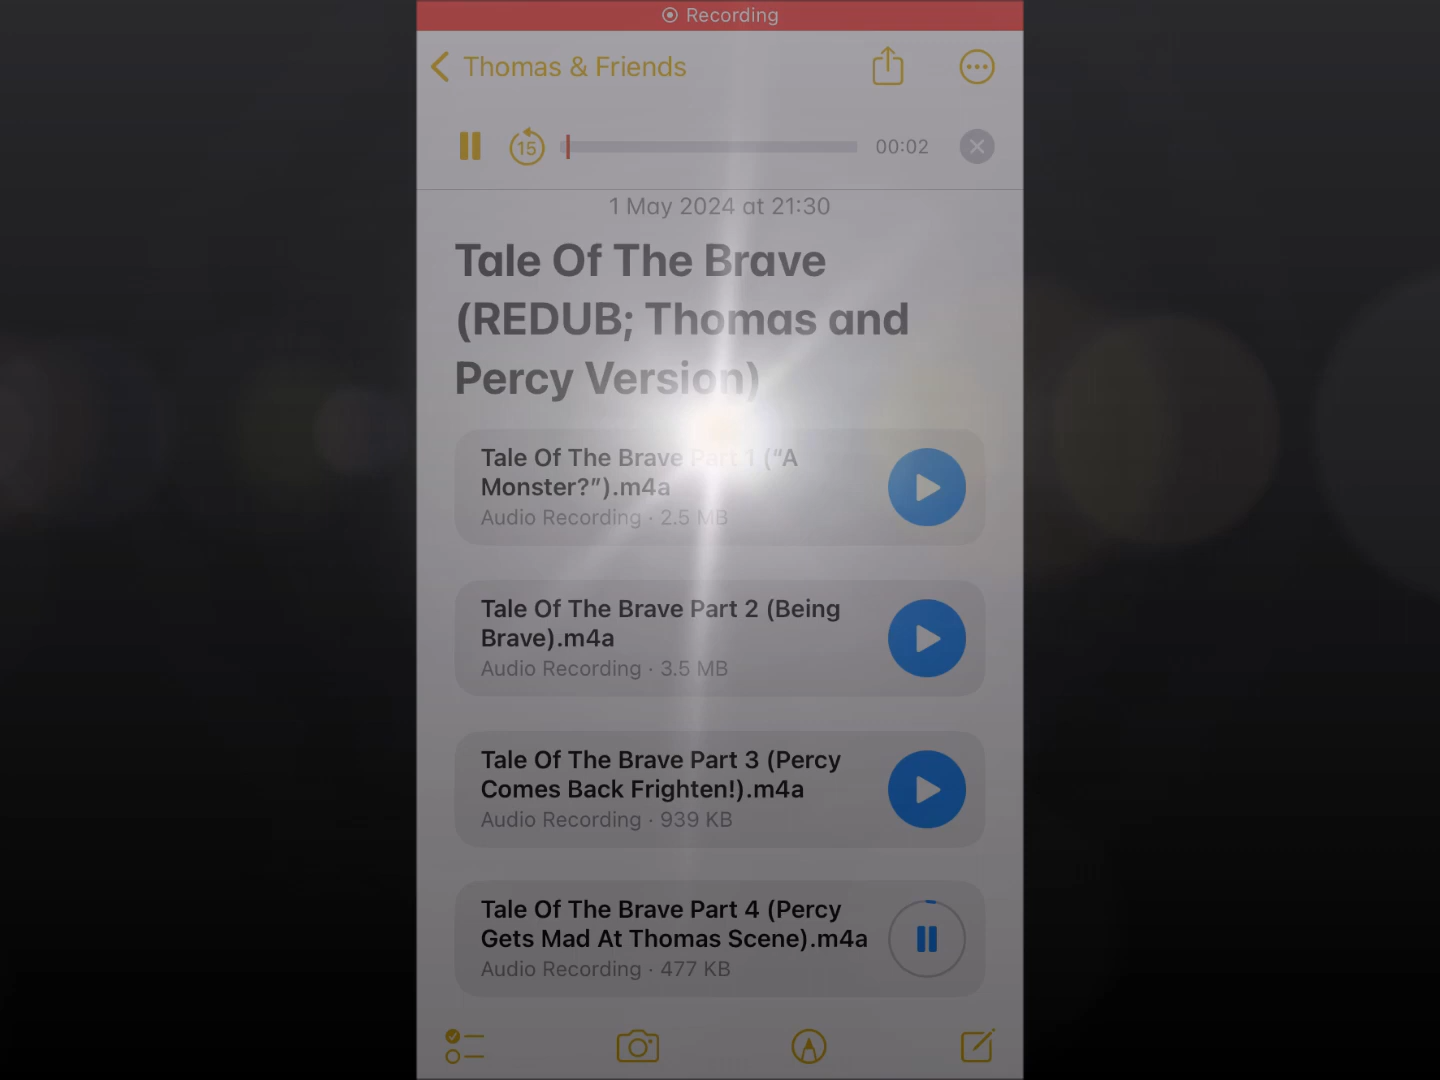 Recording
Thomas & Friends
15
00:02
1 May 2024 at 21:30
Tale Of The Brave
(REDUB; Thomas and
Percy Version)
Tale Of The Brave Part 1 (“A
Monster?”).m4a
Audio Recording · 2.5 MB
Tale Of The Brave Part 2 (Being
Brave).m4a
Audio Recording · 3.5 MB
Tale Of The Brave Part 3 (Percy
Comes Back Frighten!).m4a
Audio Recording · 939 KB
Tale Of The Brave Part 4 (Percy
Gets Mad At Thomas Scene).m4a
Audio Recording · 477 KB